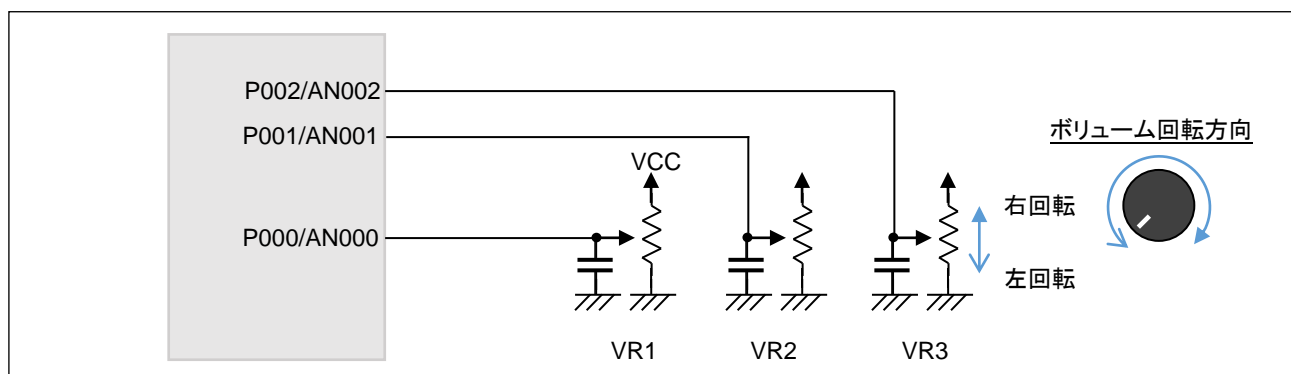 P002/AN002
P001/AN001
ボリューム回転方向
VCC
右回転
P000/AN000
左回転
VR1
VR2
VR3